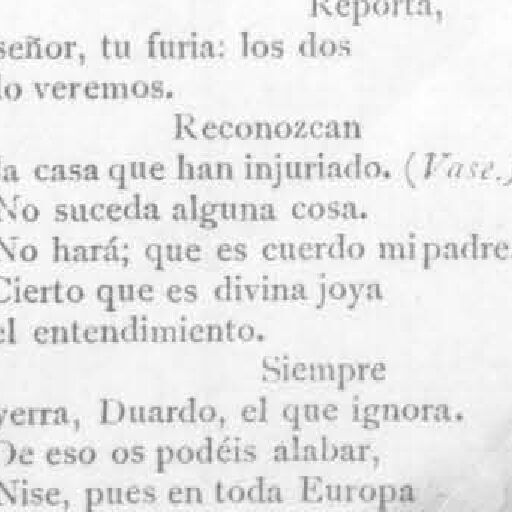 Reporta,
señor, tu furia: los dos
lo veremos.
Reconozcan
la casa que han injuriado. (Vase.)
No suceda alguna cosa.
No hará; que es cuerdo mi padre.
Cierto que es divina joya
el entendimiento.
Siempre
yerra, Duardo, el que ignora.
De eso os podéis alabar,
Nise, pues en toda Europa